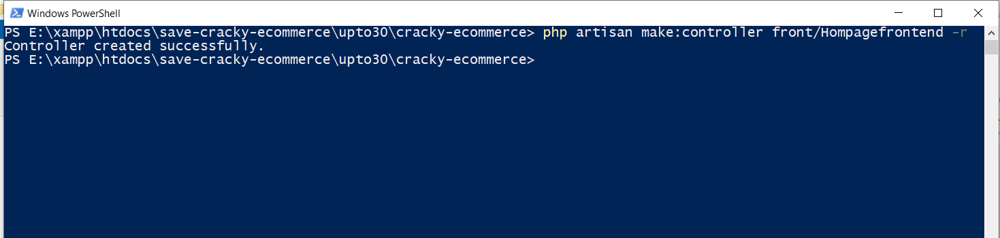 Windows PowerShell
PS E:\xampp\htdocs\save-cracky-ecommerce\upto30\cracky-ecommerce> php artisan make:controller front/Hompagefrontend -r
Controller created successfully.
PS E:\xampp\htdocs\save-cracky-ecommerce\upto30\cracky-ecommerce>